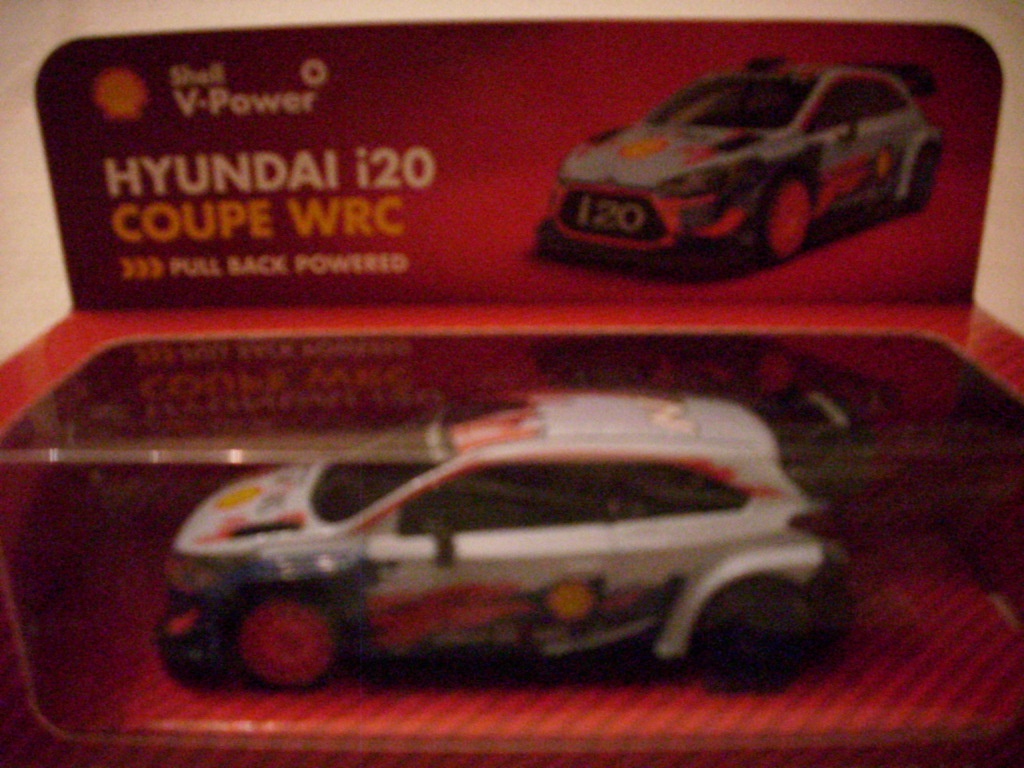 Shell
V-Power
HYUNDAI i20
COUPE WRC
PULL BACK POWERED
i20